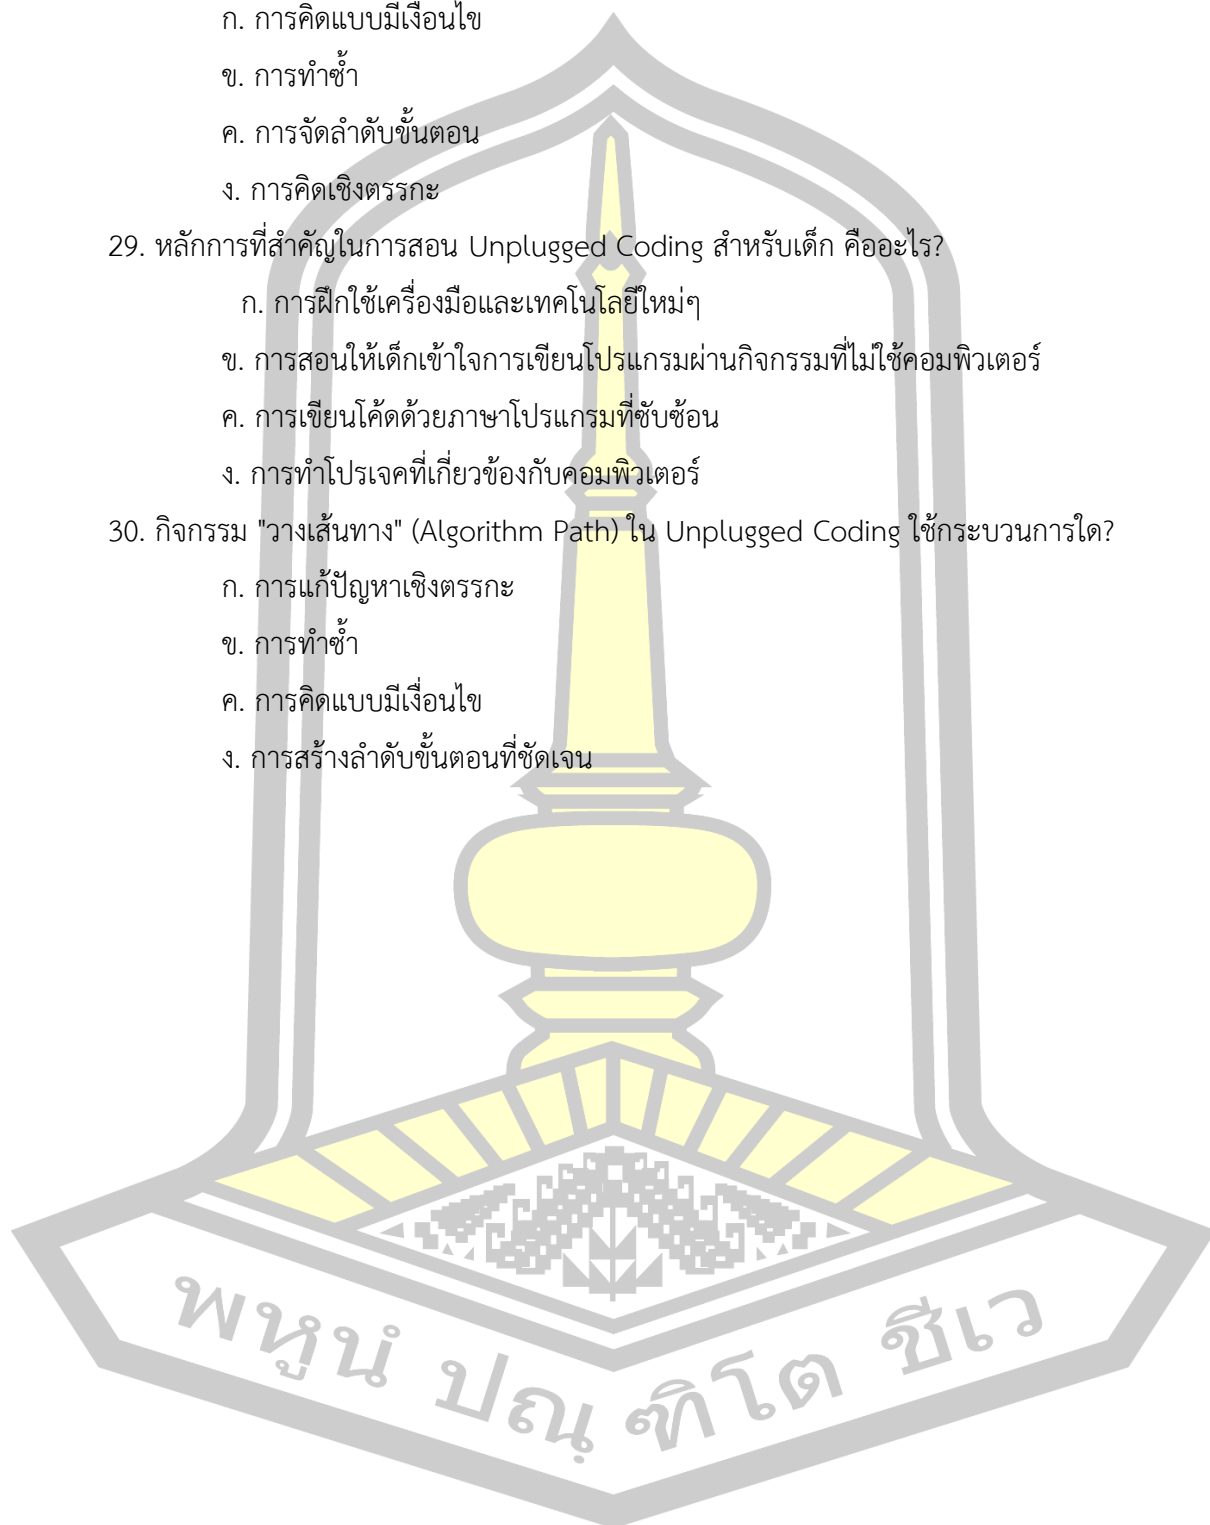 ก. การคิดแบบมีเงื่อนไข
ข. การทำซ้ำ
ค. การจัดลำดับขั้นตอน
ง. การคิดเชิงตรรกะ
29. หลักการที่สำคัญในการสอน Unplugged Coding สำหรับเด็ก คืออะไร?
ก. การฝึกใช้เครื่องมือและเทคโนโลยีใหม่ๆ
ข. การสอนให้เด็กเข้าใจการเขียนโปรแกรมผ่านกิจกรรมที่ไม่ใช้คอมพิวเตอร์
ค. การเขียนโค้ดด้วยภาษาโปรแกรมที่ซับซ้อน
ง. การทำโปรเจคที่เกี่ยวข้องกับคอมพิวเตอร์
30. กิจกรรม "วางเส้นทาง" (Algorithm Path) ใน Unplugged Coding ใช้กระบวนการใด?
ก. การแก้ปัญหาเชิงตรรกะ
ข. การทำซ้ำ
ค. การคิดแบบมีเงื่อนไข
ง. การสร้างลำดับขั้นตอนที่ชัดเจน
พหูนํ ปณฺฑิโต ชีเว